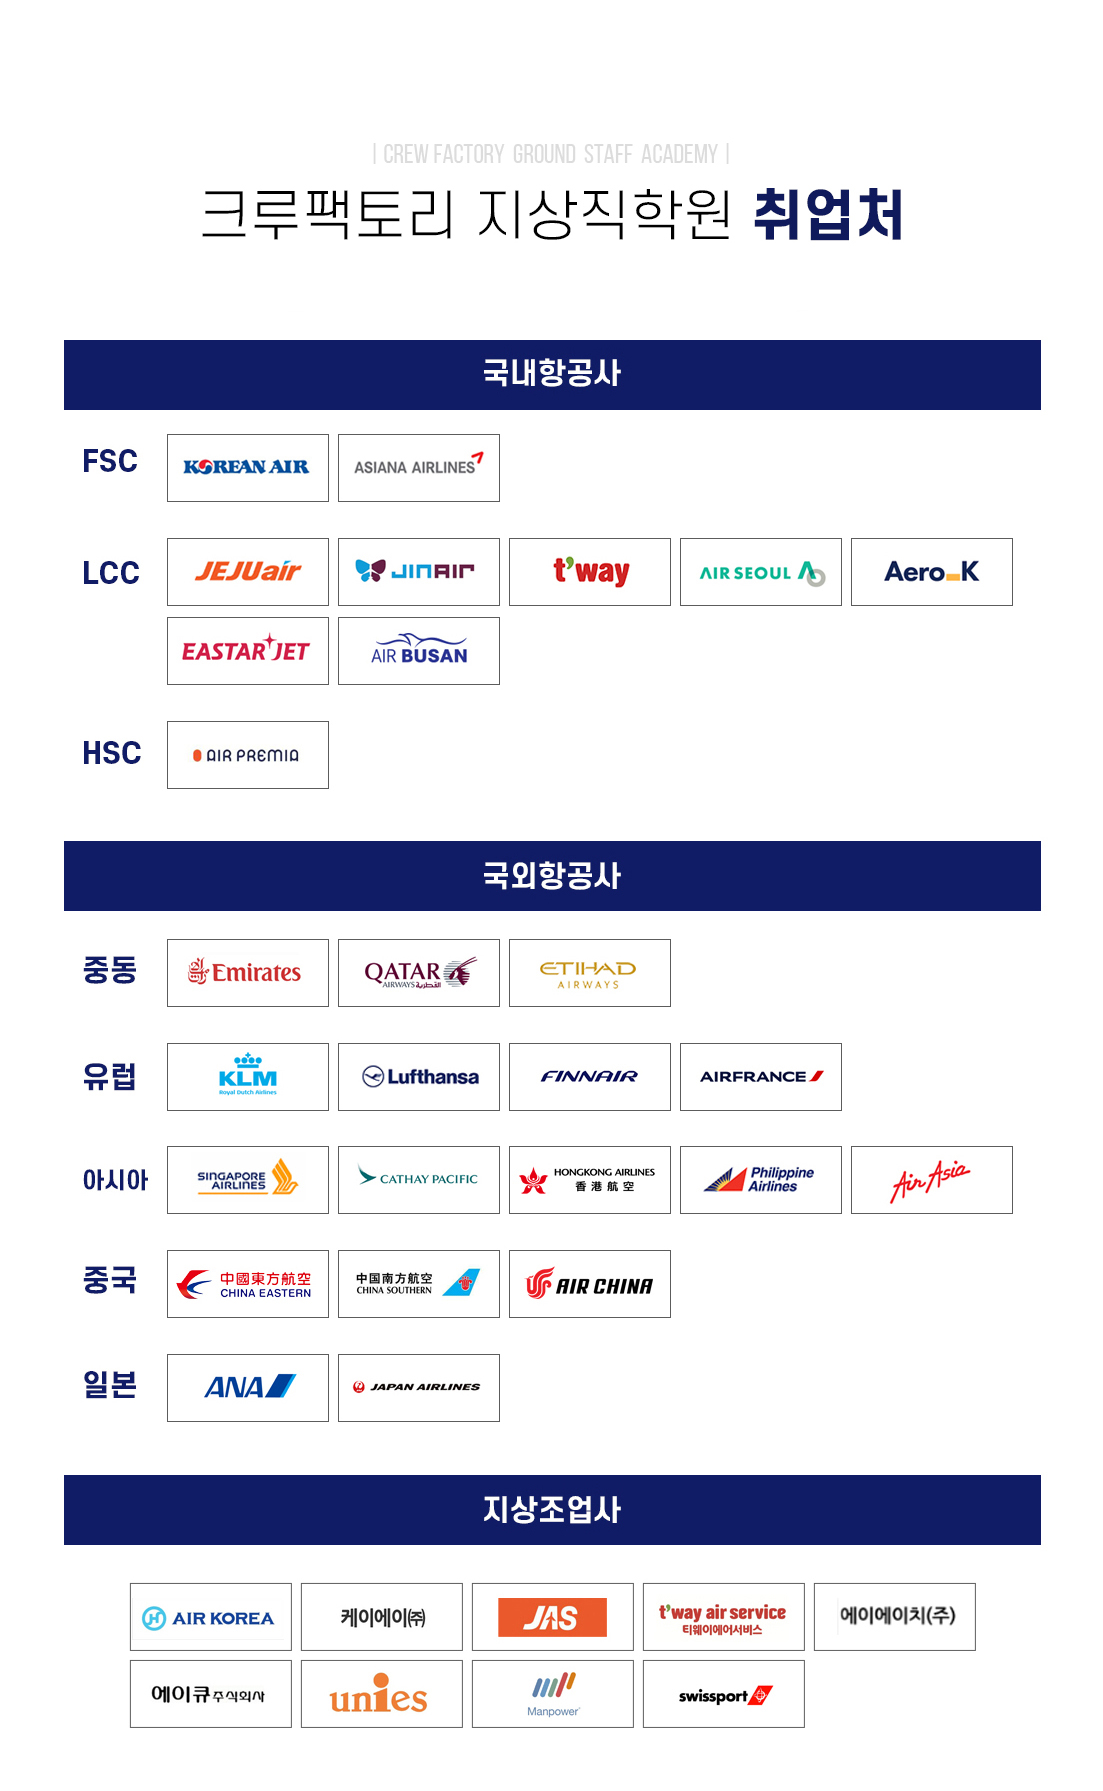 | CREW FACTORY GROUND STAFF ACADEMY |
크루팩토리 지상직학원 취업처
국내항공사
FSC
KOREAN AIR
ASIANA AIRLINES
LCC
JEJUair
JINAIR
t'way
AIR SEOUL
Aero_K
EASTAR JET
AIR BUSAN
HSC
AIR PREMIA
국외항공사
중동
Emirates
QATAR
AIRWAYS القطرية
ETIHAD
AIRWAYS
유럽
KLM
Royal Dutch Airlines
Lufthansa
FINNAIR
AIRFRANCE
아시아
SINGAPORE
AIRLINES
CATHAY PACIFIC
HONGKONG AIRLINES
香港航空
Philippine
Airlines
AirAsia
중국
中國東方航空
CHINA EASTERN
中国南方航空
CHINA SOUTHERN
AIR CHINA
일본
ANA
JAPAN AIRLINES
지상조업사
AIR KOREA
케이에이㈜
JAS
t'way air service
티웨이에어서비스
에이에이치(주)
에이큐주식회사
unies
Manpower
swissport